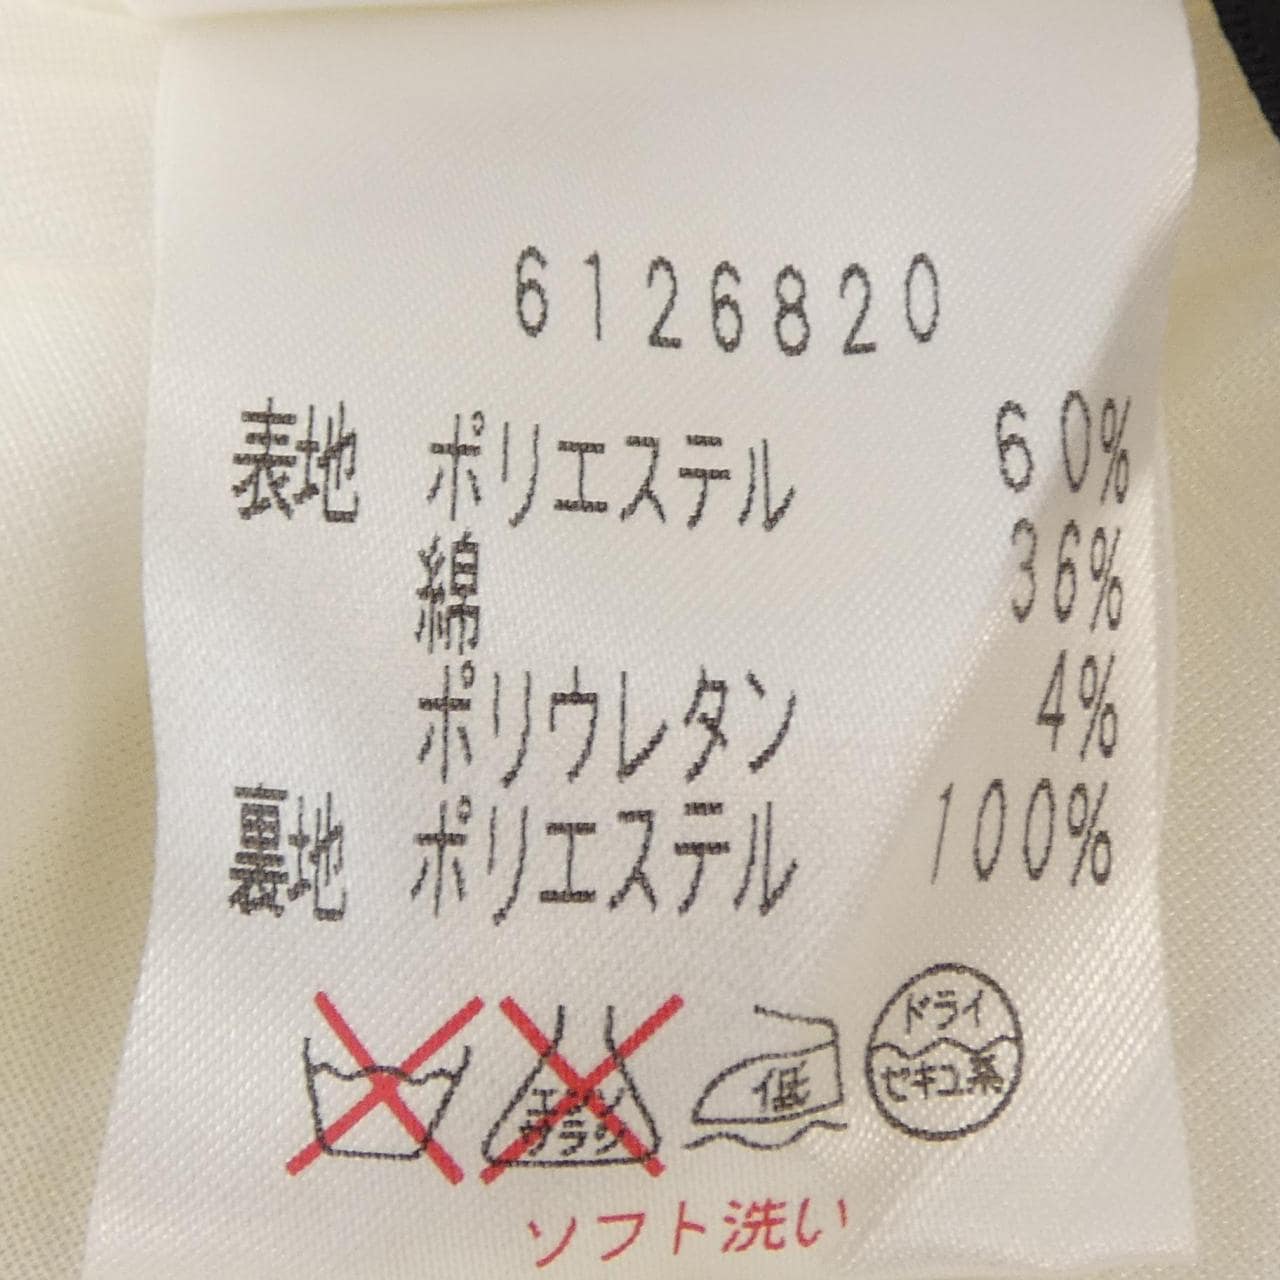 6126820
表地 ポリエステル 60%
綿 36%
ポリウレタン 4%
裏地 ポリエステル 100%
エンソ
サラシ
低
ドライ
セキユ系
ソフト洗い